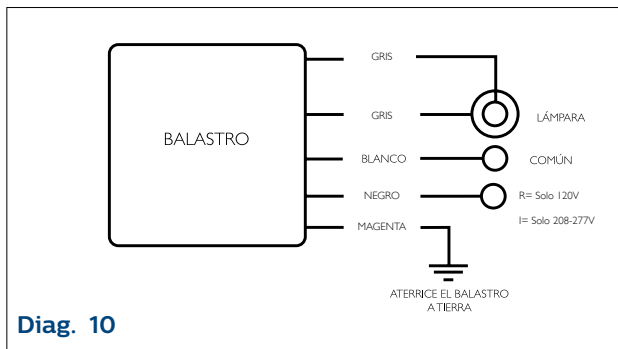 GRIS
GRIS
LÁMPARA
BALASTRO
BLANCO
COMÚN
NEGRO
R= Solo 120V
I= Solo 208-277V
MAGENTA
ATERRICE EL BALASTRO
A TIERRA
Diag. 10